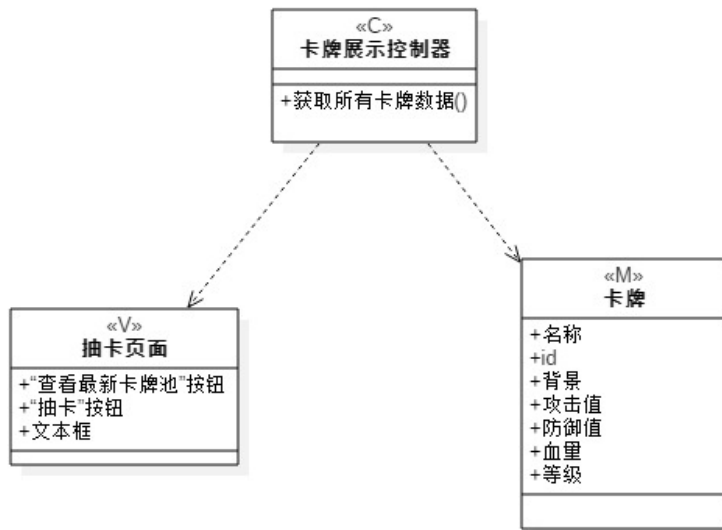 «C»
卡牌展示控制器
+获取所有卡牌数据()
«V»
抽卡页面
+“查看最新卡牌池”按钮
+“抽卡”按钮
+文本框
«M»
卡牌
+名称
+id
+背景
+攻击值
+防御值
+血量
+等级